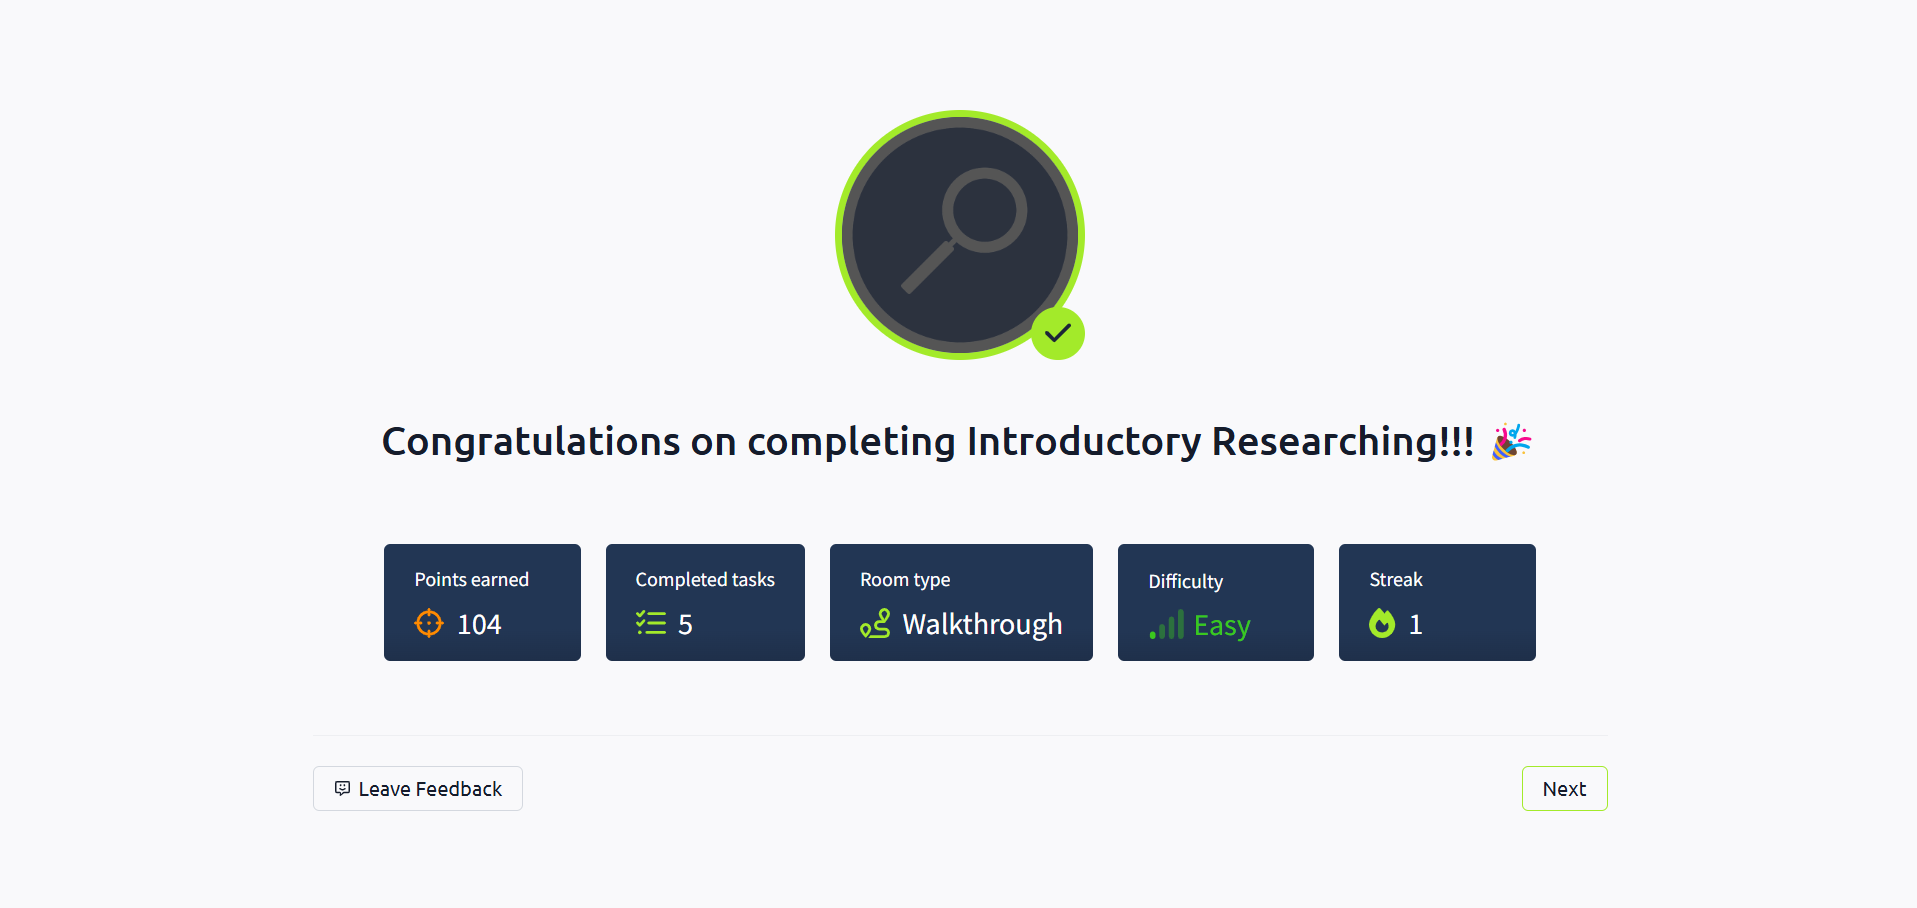 Congratulations on completing Introductory Researching!!! 🎉
Points earned
104
Completed tasks
5
Room type
Walkthrough
Difficulty
Easy
Streak
1
Leave Feedback
Next